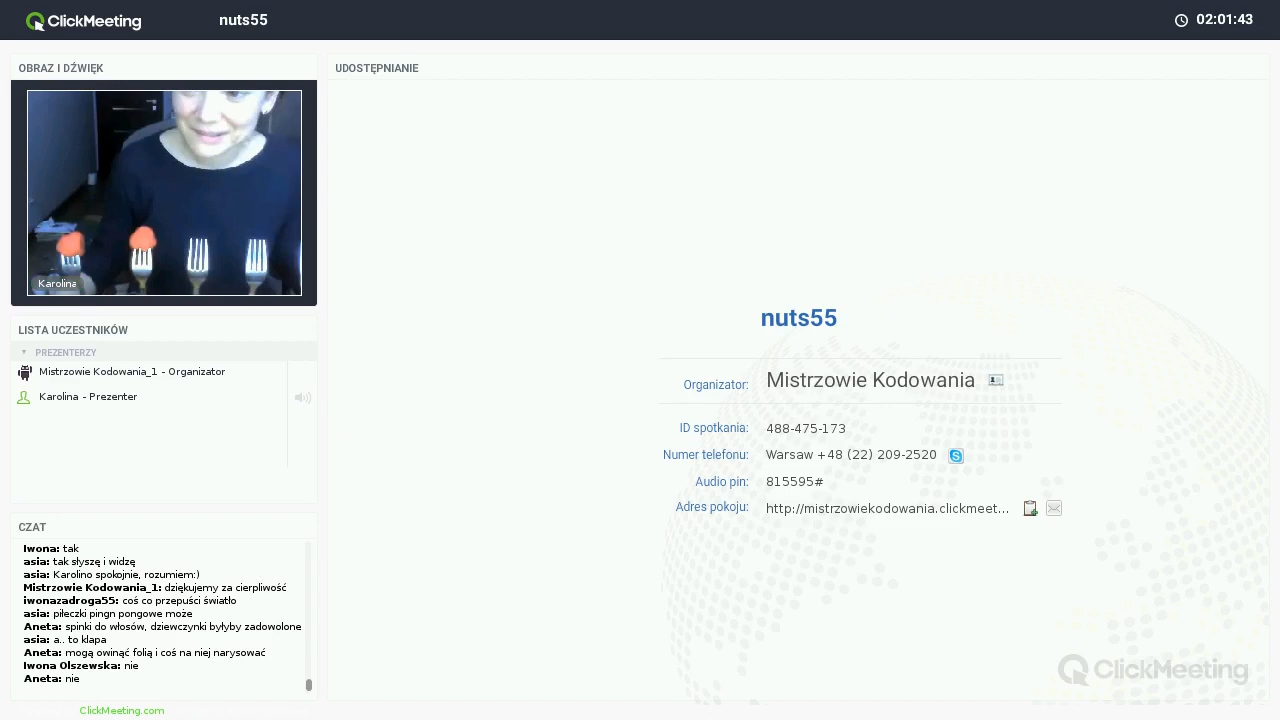 ClickMeeting
nuts55
02:01:43
OBRAZ I DŹWIĘK
Karolina
LISTA UCZESTNIKÓW
PREZENTERZY
Mistrzowie Kodowania_1 - Organizator
Karolina - Prezenter
CZAT
Iwona: tak
asia: tak słyszę i widzę
asia: Karolino spokojnie, rozumiem:)
Mistrzowie Kodowania_1: dziękujemy za cierpliwość
iwonazadroga55: coś co przepuści światło
asia: piłeczki pingn pongowe może
Aneta: spinki do włosów, dziewczynki byłyby zadowolone
asia: a.. to klapa
Aneta: mogą owinąć folią i coś na niej narysować
Iwona Olszewska: nie
Aneta: nie
ClickMeeting.com
UDOSTĘPNIANIE
nuts55
Organizator: Mistrzowie Kodowania
ID spotkania: 488-475-173
Numer telefonu: Warsaw +48 (22) 209-2520
Audio pin: 815595#
Adres pokoju: http://mistrzowiekodowania.clickmeet...
ClickMeeting